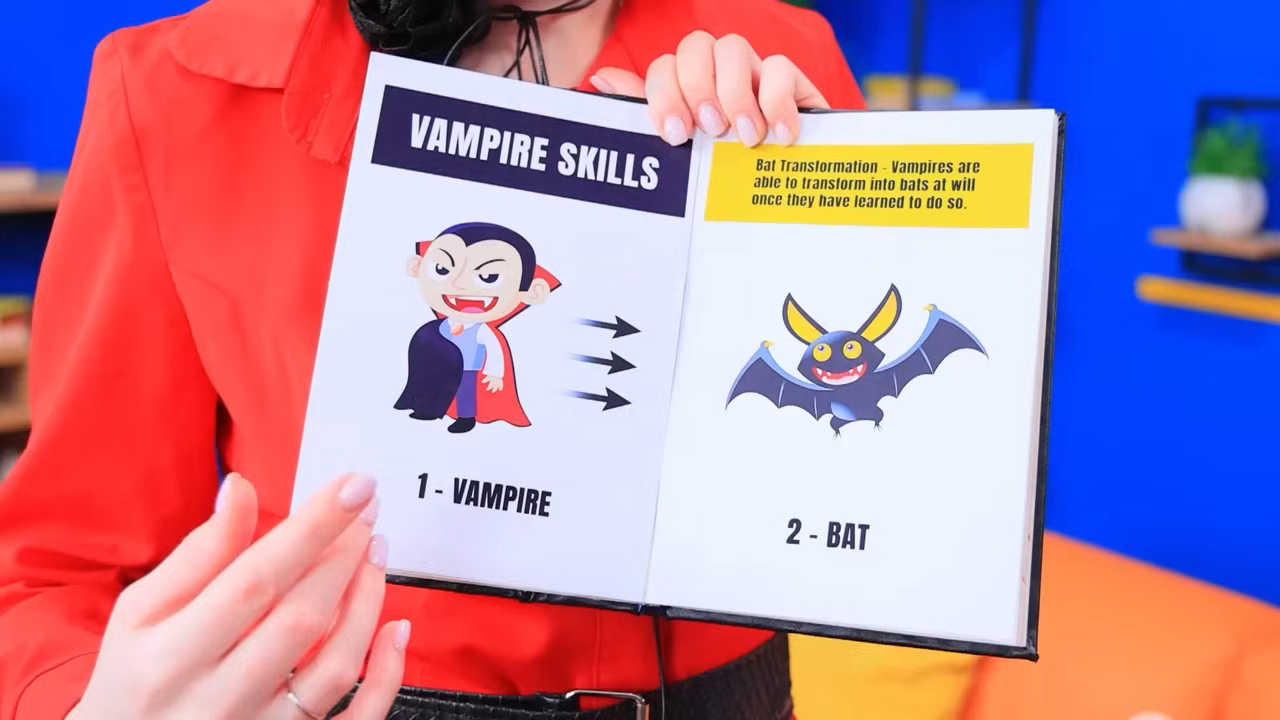 VAMPIRE SKILLS
1 - VAMPIRE
Bat Transformation - Vampires are
able to transform into bats at will
once they have learned to do so.
2 - BAT